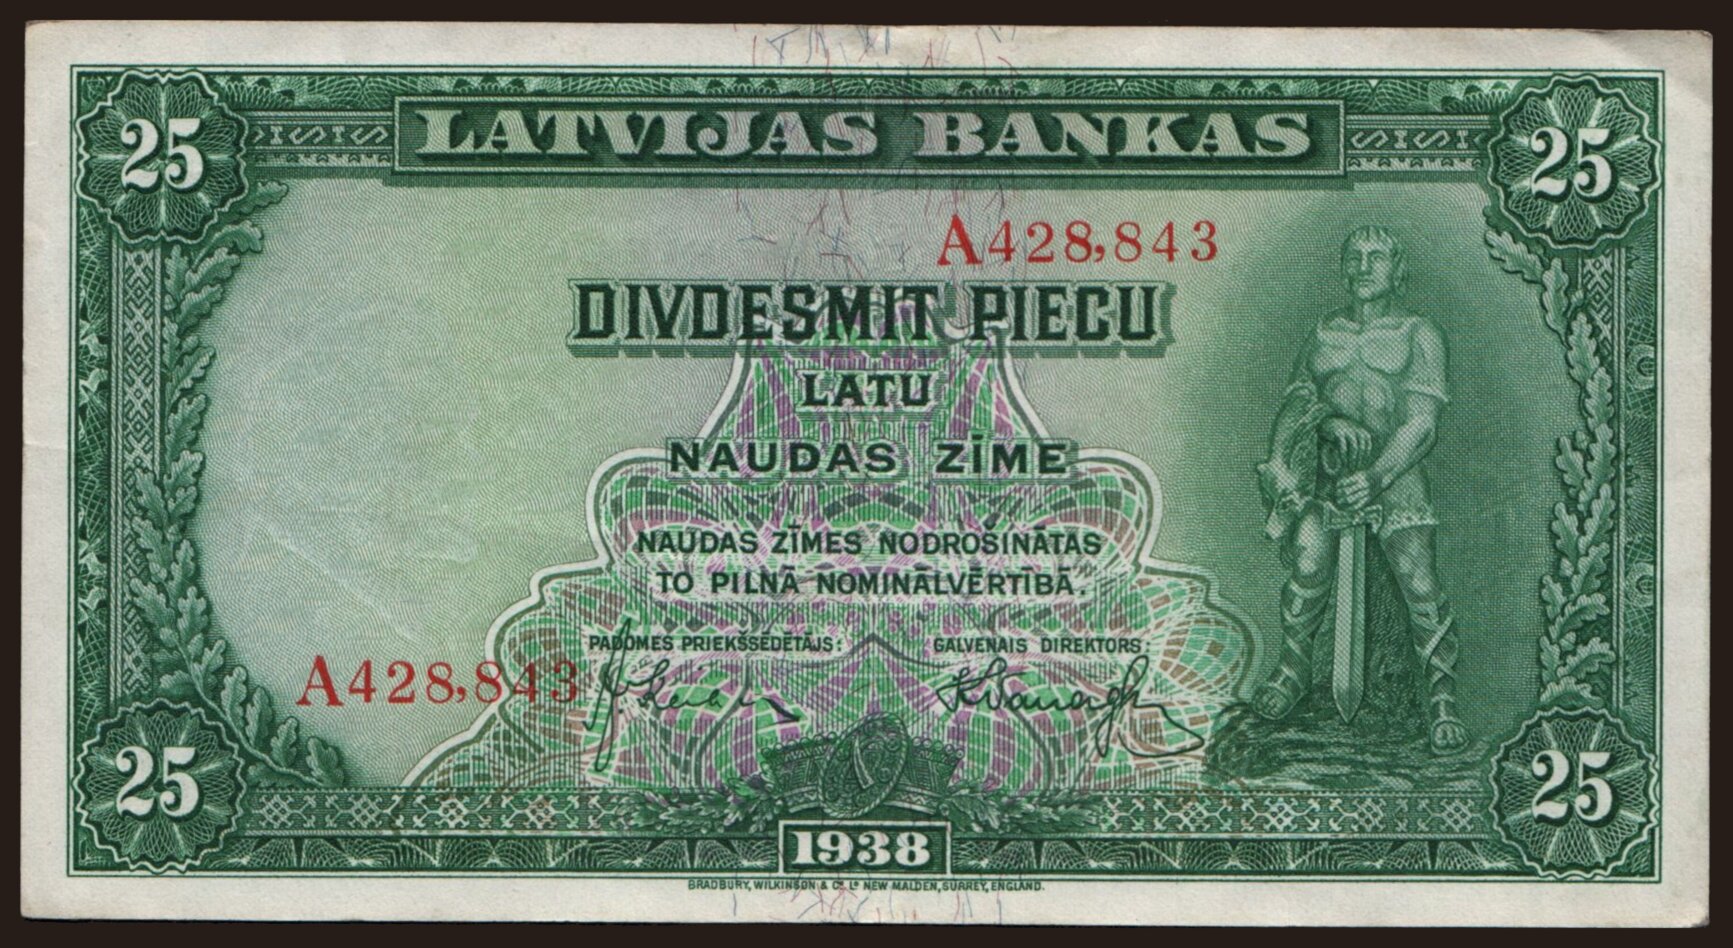 25 LATVIJAS BANKAS 25
A428,843
DIVDESMIT PIECU
LATU
NAUDAS ZĪME
NAUDAS ZĪMES NODROŠINĀTAS
TO PILNĀ NOMINĀLVĒRTĪBĀ.
PADOMES PRIEKŠSĒDĒTĀJS: GALVENAIS DIREKTORS:
A428,843
25 25
1938
BRADBURY, WILKINSON & Cº Lᴰ NEW MALDEN, SURREY, ENGLAND.